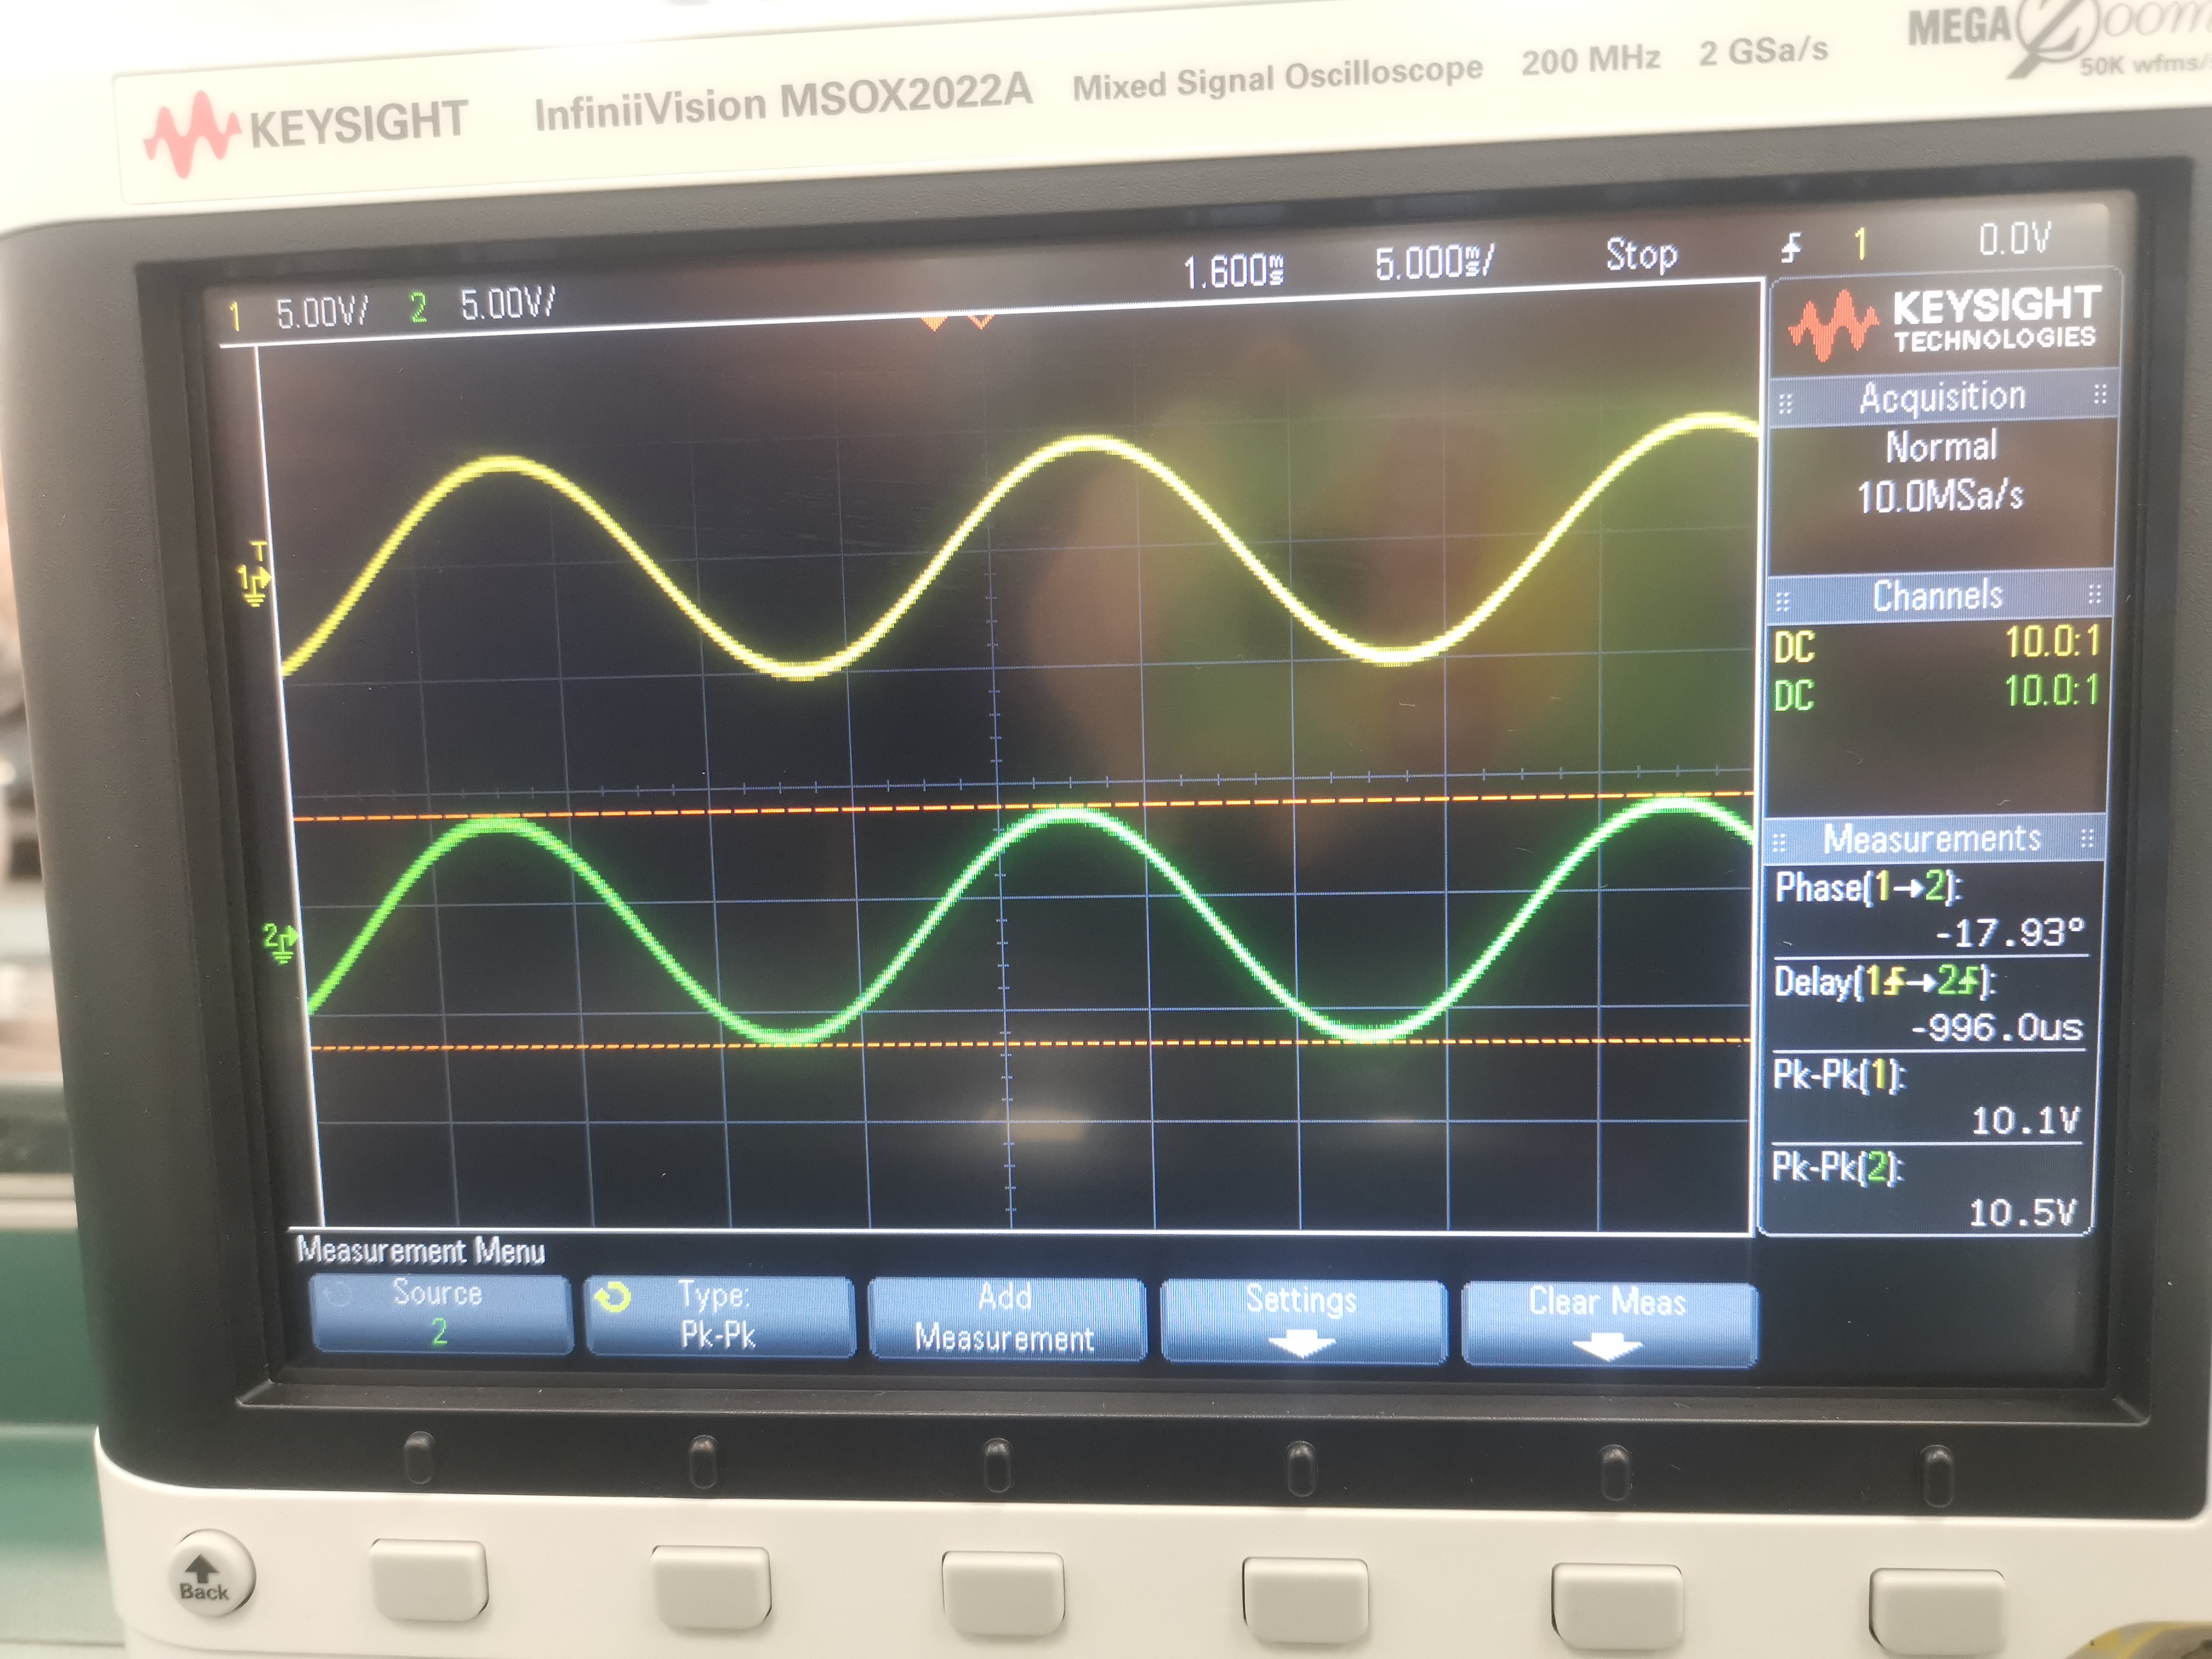 KEYSIGHT InfiniiVision MSOX2022A Mixed Signal Oscilloscope 200 MHz 2 GSa/s MEGA Zoom
50K wfms/
1 5.00V/ 2 5.00V/ 1.600ms 5.000ms/ Stop 1 0.0V
KEYSIGHT
TECHNOLOGIES
Acquisition
Normal
10.0MSa/s
T
1
Channels
DC 10.0:1
DC 10.0:1
Measurements
Phase(1→2):
-17.93°
2
Delay(1→2):
-996.0us
Pk-Pk(1):
10.1V
Pk-Pk(2):
10.5V
Measurement Menu
Source
2
Type:
Pk-Pk
Add
Measurement
Settings
Clear Meas
Back